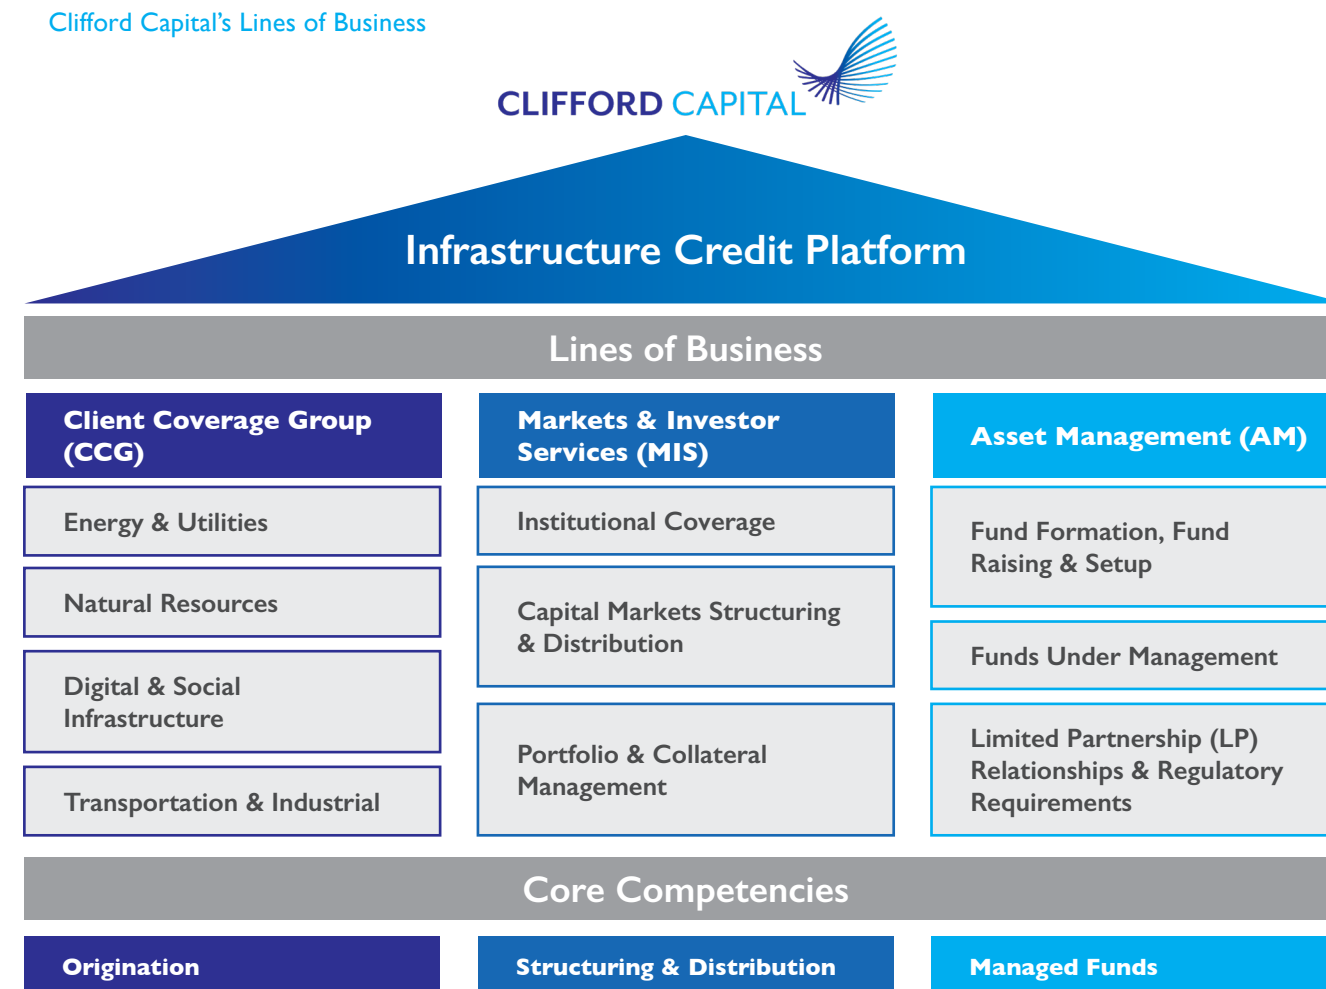 Clifford Capital’s Lines of Business
CLIFFORD CAPITAL
Infrastructure Credit Platform
Lines of Business
Client Coverage Group
(CCG)
Energy & Utilities
Natural Resources
Digital & Social
Infrastructure
Transportation & Industrial
Markets & Investor
Services (MIS)
Institutional Coverage
Capital Markets Structuring
& Distribution
Portfolio & Collateral
Management
Asset Management (AM)
Fund Formation, Fund
Raising & Setup
Funds Under Management
Limited Partnership (LP)
Relationships & Regulatory
Requirements
Core Competencies
Origination
Structuring & Distribution
Managed Funds